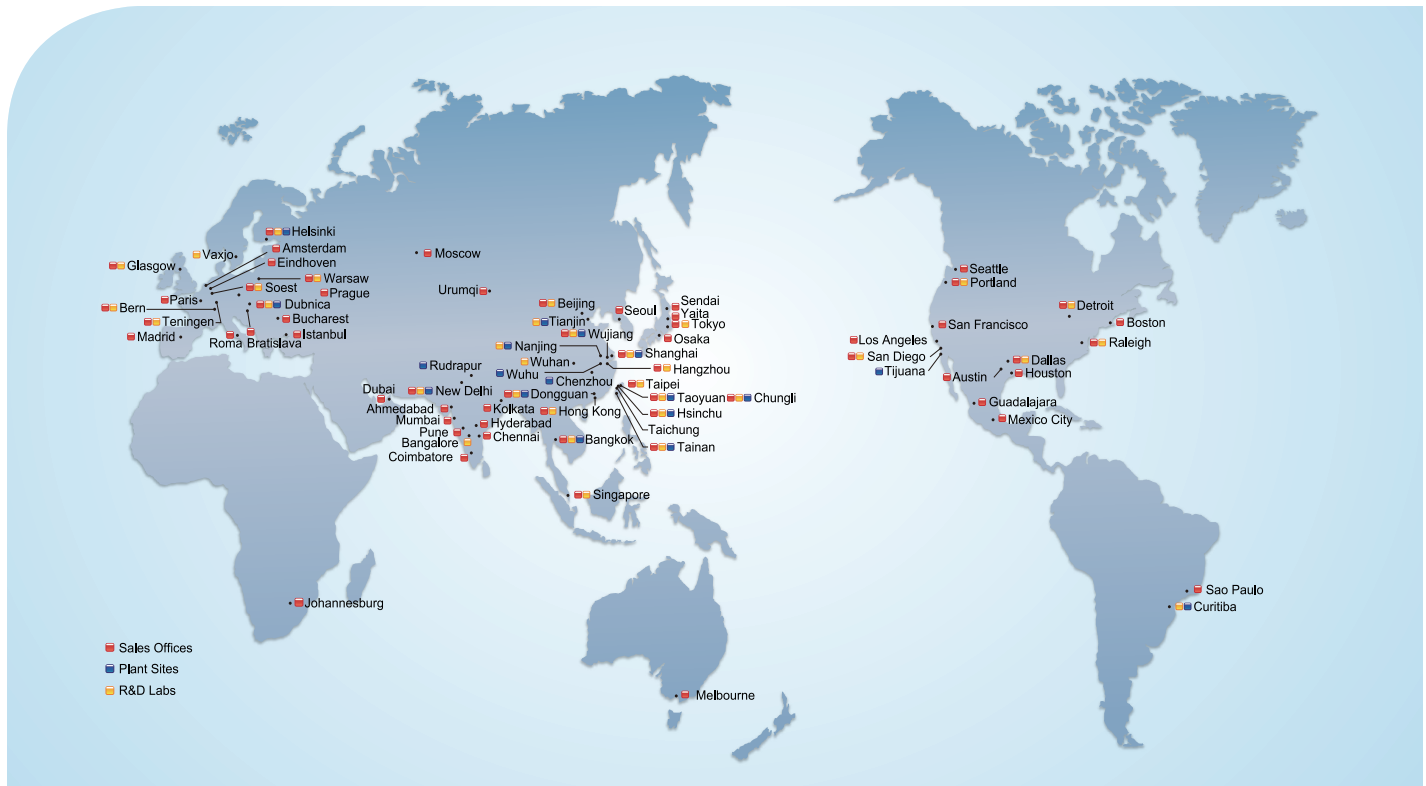 Helsinki
Amsterdam
Vaxjo
Eindhoven
Glasgow
Warsaw
Soest
Prague
Paris
Dubnica
Bern
Bucharest
Teningen
Madrid
Istanbul
Roma Bratislava
Moscow
Urumqi
Beijing
Seoul
Sendai
Yaita
Tianjin
Tokyo
Wujiang
Osaka
Nanjing
Shanghai
Rudrapur
Wuhan
Hangzhou
Wuhu
Chenzhou
Taipei
Dubai
New Delhi
Dongguan
Taoyuan
Chungli
Ahmedabad
Kolkata
Hong Kong
Hsinchu
Mumbai
Hyderabad
Pune
Taichung
Bangalore
Chennai
Bangkok
Tainan
Coimbatore
Singapore
Johannesburg
Melbourne
Seattle
Portland
Detroit
San Francisco
Boston
Los Angeles
Raleigh
San Diego
Dallas
Tijuana
Austin
Houston
Guadalajara
Mexico City
Sao Paulo
Curitiba
Sales Offices
Plant Sites
R&D Labs